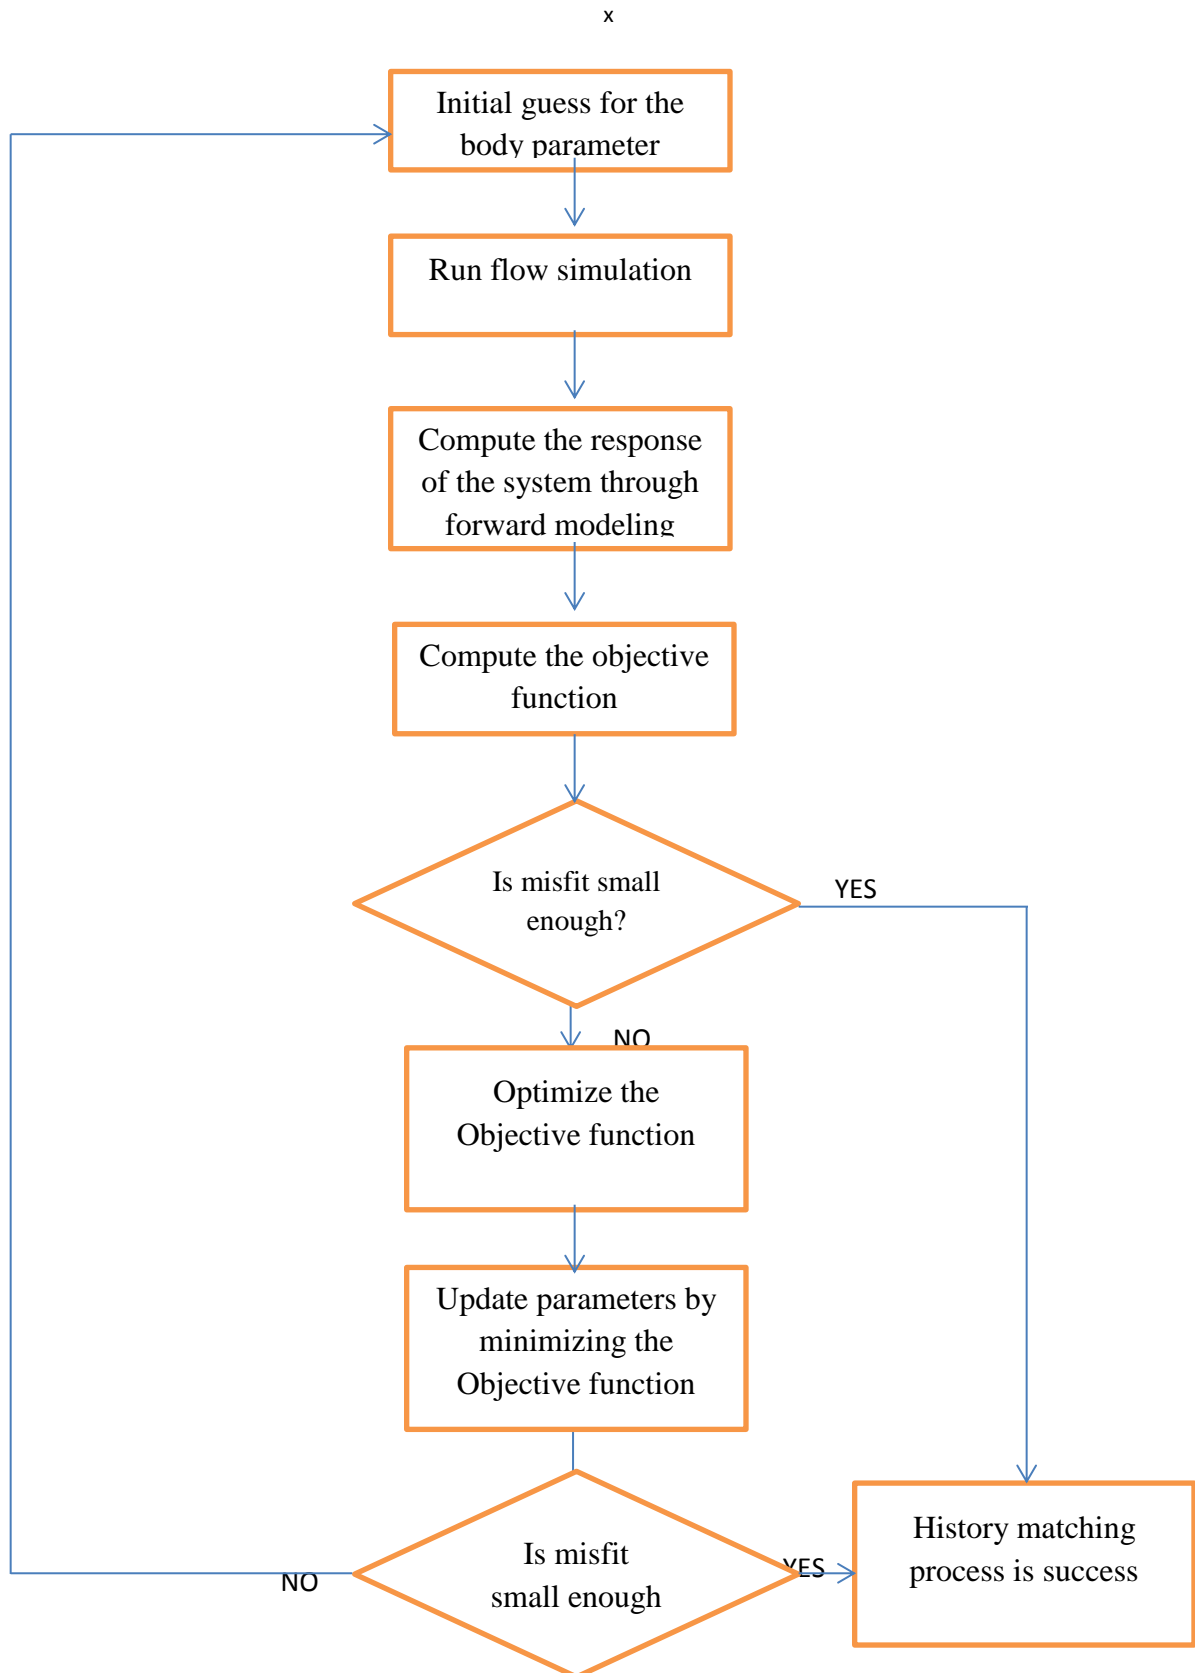 x
Initial guess for the
body parameter
Run flow simulation
Compute the response
of the system through
forward modeling
Compute the objective
function
Is misfit small
enough?
YES
NO
Optimize the
Objective function
Update parameters by
minimizing the
Objective function
Is misfit
small enough
NO
YES
History matching
process is success